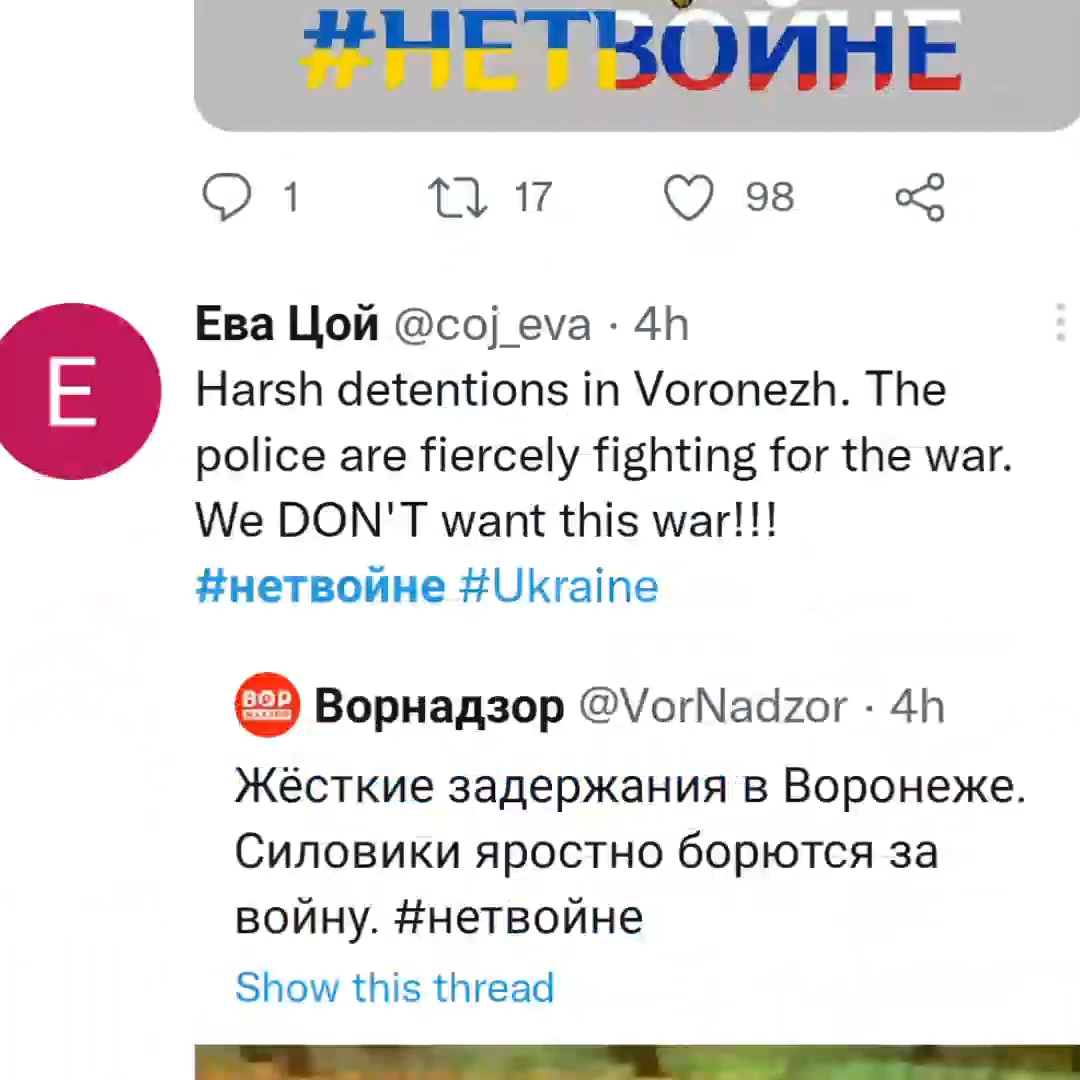 #НЕТВОЙНЕ
1 17 98
E
Ева Цой @coj_eva · 4h
Harsh detentions in Voronezh. The
police are fiercely fighting for the war.
We DON'T want this war!!!
#нетвойне #Ukraine
ВОР
Ворнадзор @VorNadzor · 4h
Жёсткие задержания в Воронеже.
Силовики яростно борются за
войну. #нетвойне
Show this thread